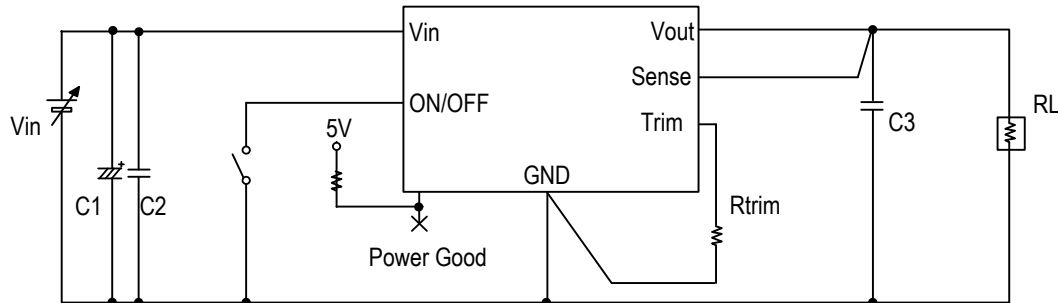 Vin
Vout
Sense
ON/OFF
Vin
5V
Trim
C3
RL
GND
C1
+
C2
Rtrim
Power Good